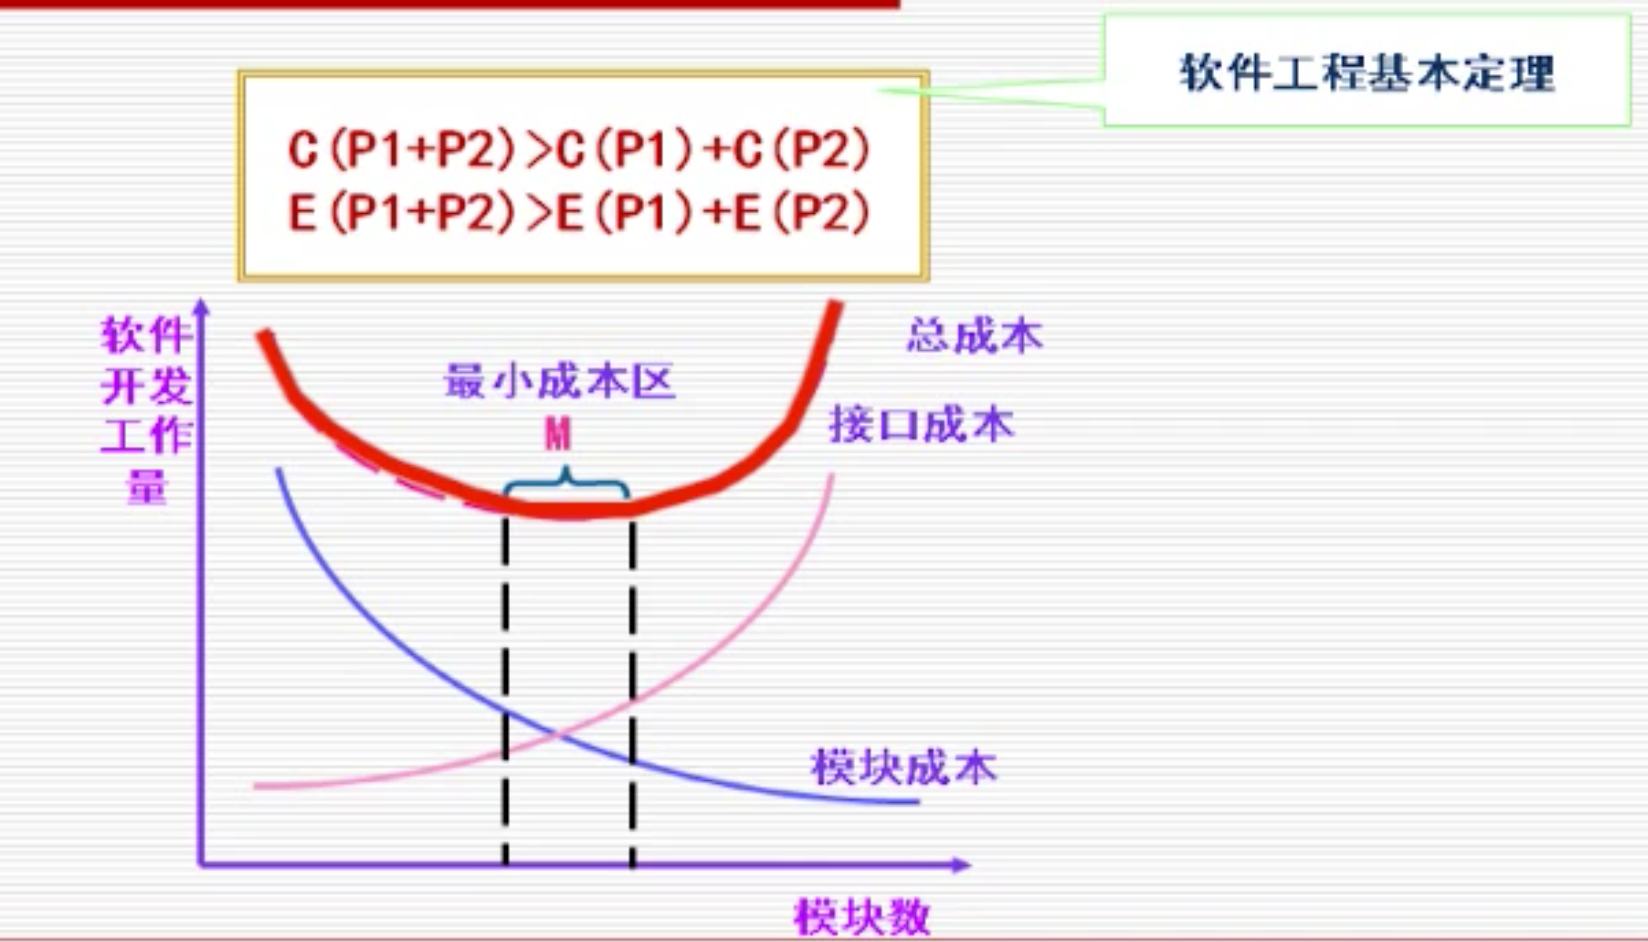 软件工程基本定理
C(P1+P2)>C(P1)+C(P2)
E(P1+P2)>E(P1)+E(P2)
软件
开发
工作
量
总成本
最小成本区
M
接口成本
模块成本
模块数